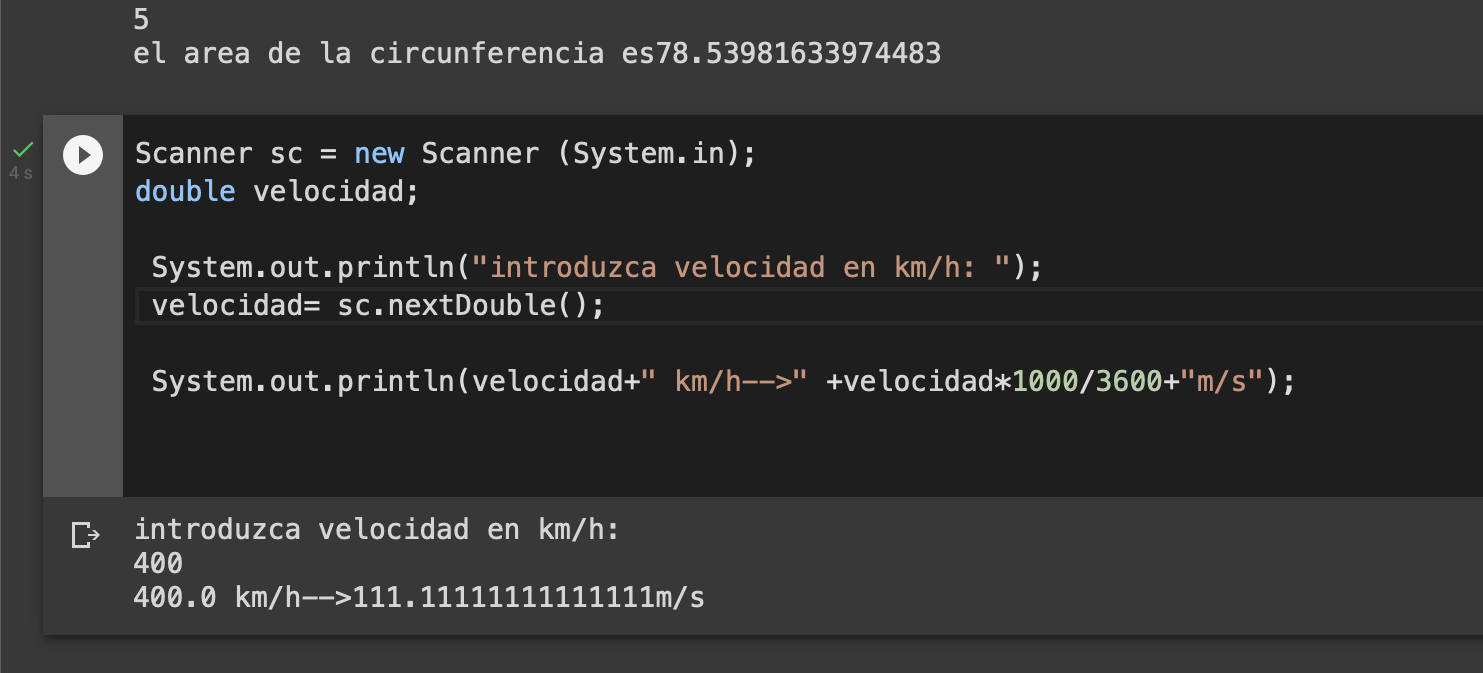 5
el area de la circunferencia es78.53981633974483
4 s
Scanner sc = new Scanner (System.in);
double velocidad;
System.out.println("introduzca velocidad en km/h: ");
velocidad= sc.nextDouble();
System.out.println(velocidad+" km/h-->" +velocidad*1000/3600+"m/s");
introduzca velocidad en km/h:
400
400.0 km/h-->111.11111111111111m/s